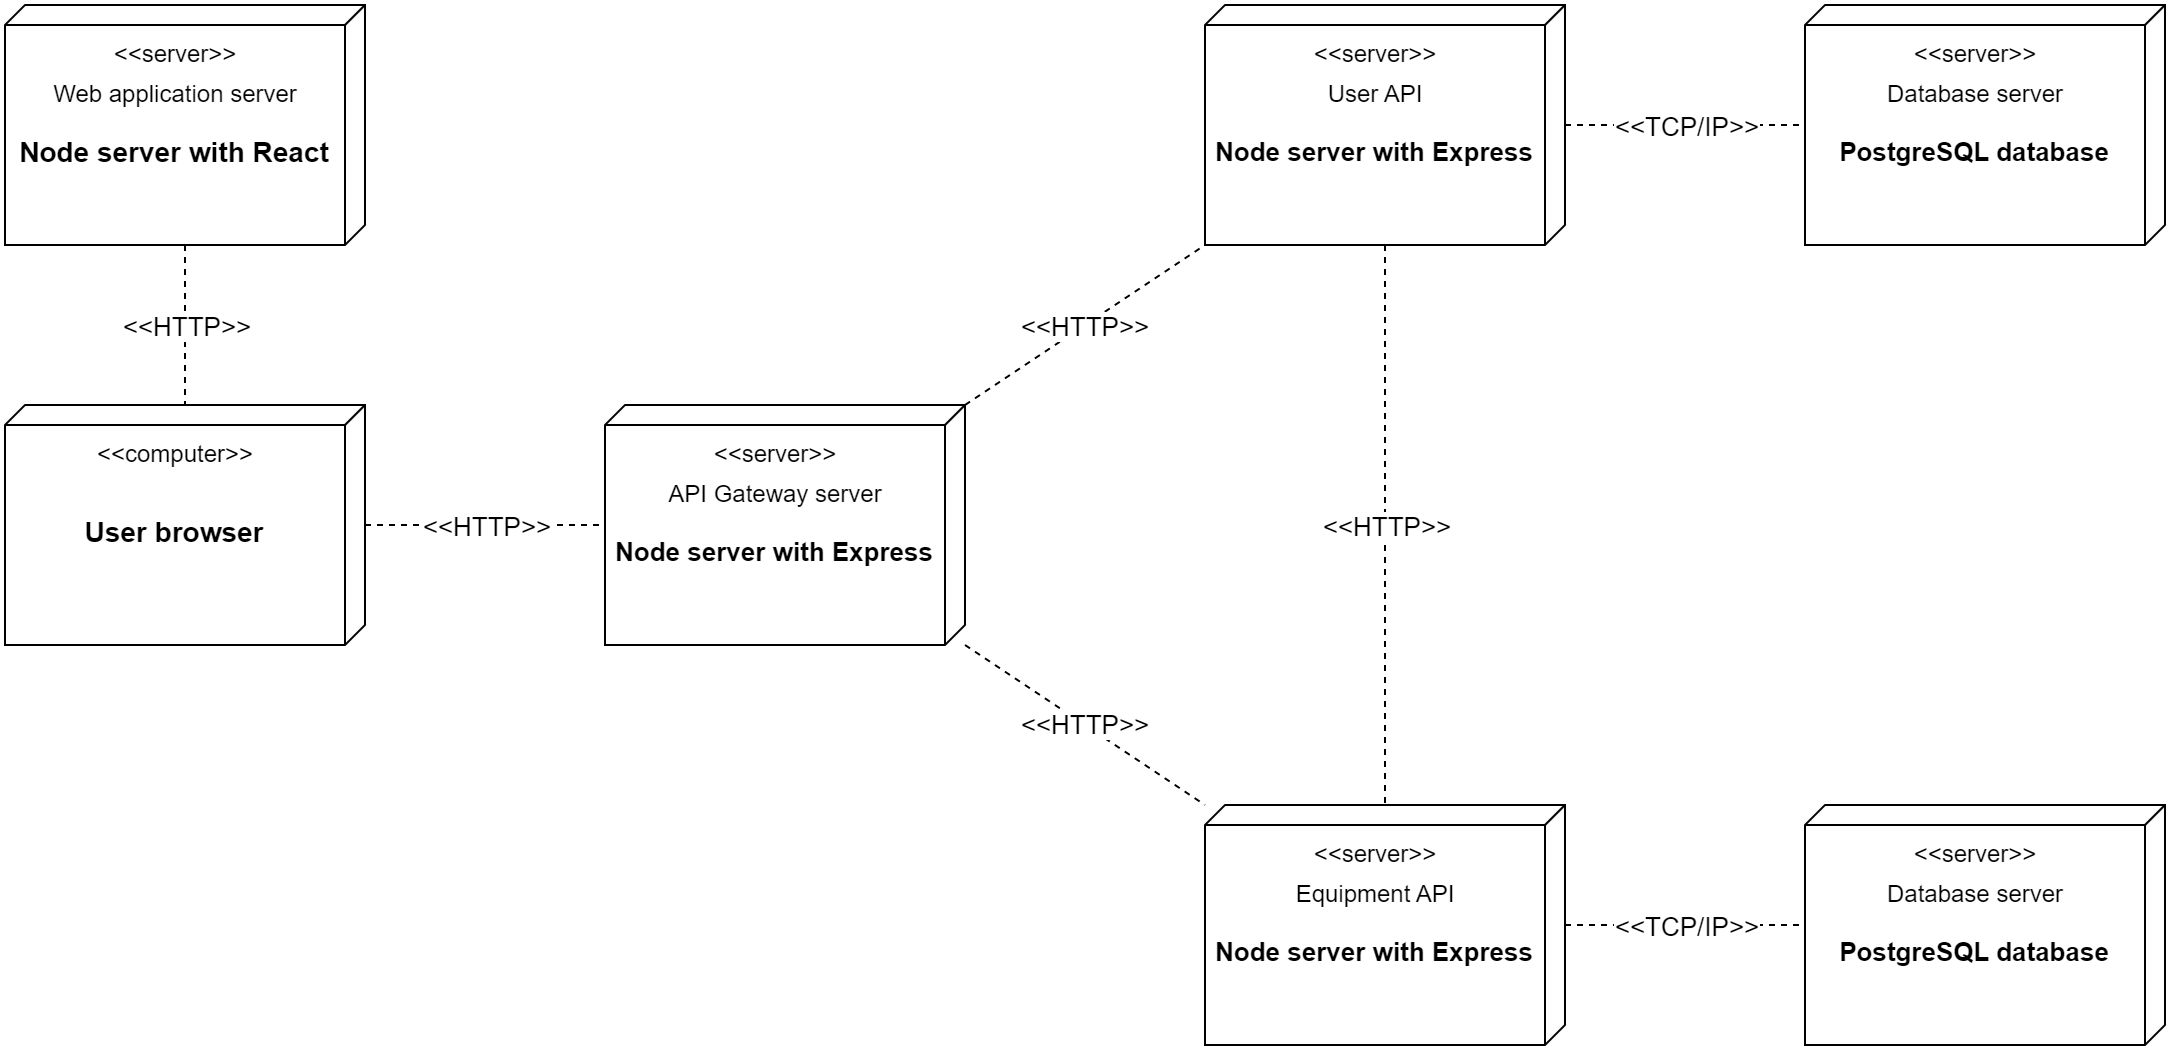 <<server>>
Web application server
Node server with React
<<server>>
User API
Node server with Express
<<TCP/IP>>
<<server>>
Database server
PostgreSQL database
<<HTTP>>
<<HTTP>>
<<computer>>
User browser
<<HTTP>>
<<server>>
API Gateway server
Node server with Express
<<HTTP>>
<<HTTP>>
<<server>>
Equipment API
Node server with Express
<<TCP/IP>>
<<server>>
Database server
PostgreSQL database